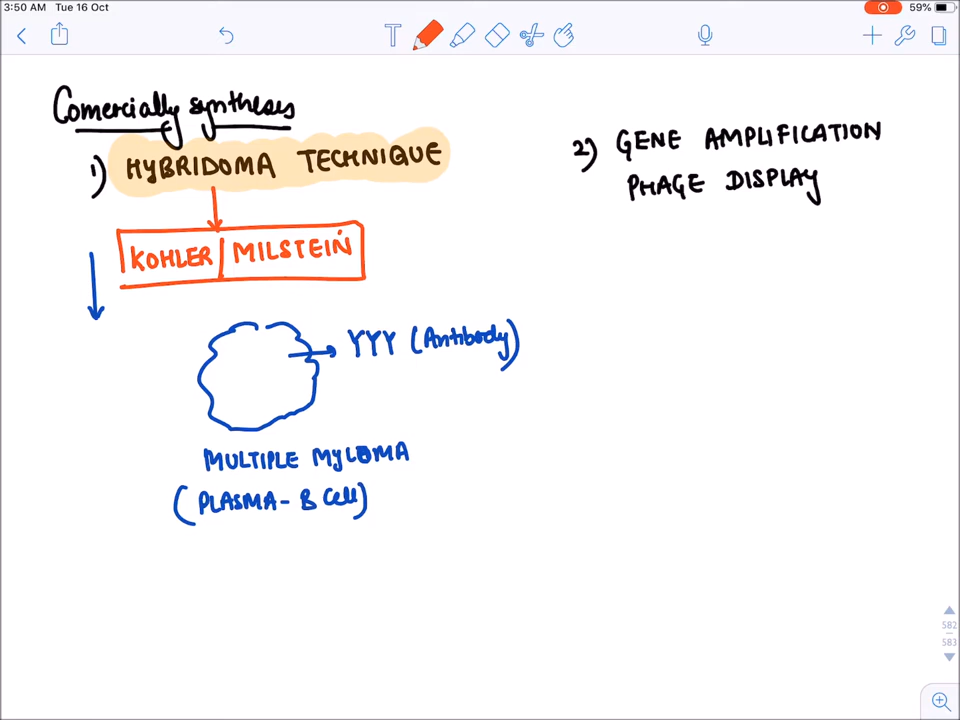 3:50 AM Tue 16 Oct
59%
T
Comercially syntheses
1) HYBRIDOMA TECHNIQUE
KOHLER | MILSTEIN
YYY (Antibody)
MULTIPLE MYLOMA
(PLASMA - B Cell)
2) GENE AMPLIFICATION
PHAGE DISPLAY
582
583